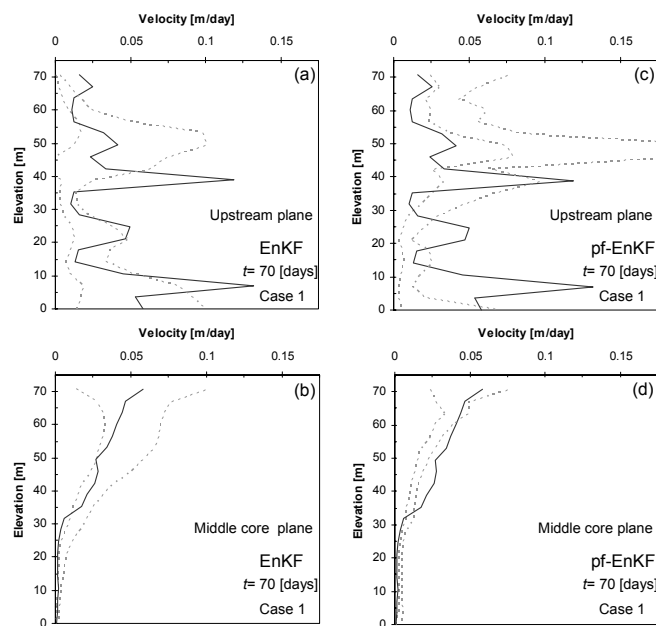 Velocity [m/day]
0 0.05 0.1 0.15
Elevation [m]
70
60
50
40
30
20
10
0
(a)
Upstream plane
EnKF
t= 70 [days]
Case 1
Velocity [m/day]
0 0.05 0.1 0.15
Elevation [m]
70
60
50
40
30
20
10
0
(c)
Upstream plane
pf-EnKF
t= 70 [days]
Case 1
Velocity [m/day]
0 0.05 0.1 0.15
Elevation [m]
70
60
50
40
30
20
10
0
(b)
Middle core plane
EnKF
t= 70 [days]
Case 1
Velocity [m/day]
0 0.05 0.1 0.15
Elevation [m]
70
60
50
40
30
20
10
0
(d)
Middle core plane
pf-EnKF
t= 70 [days]
Case 1